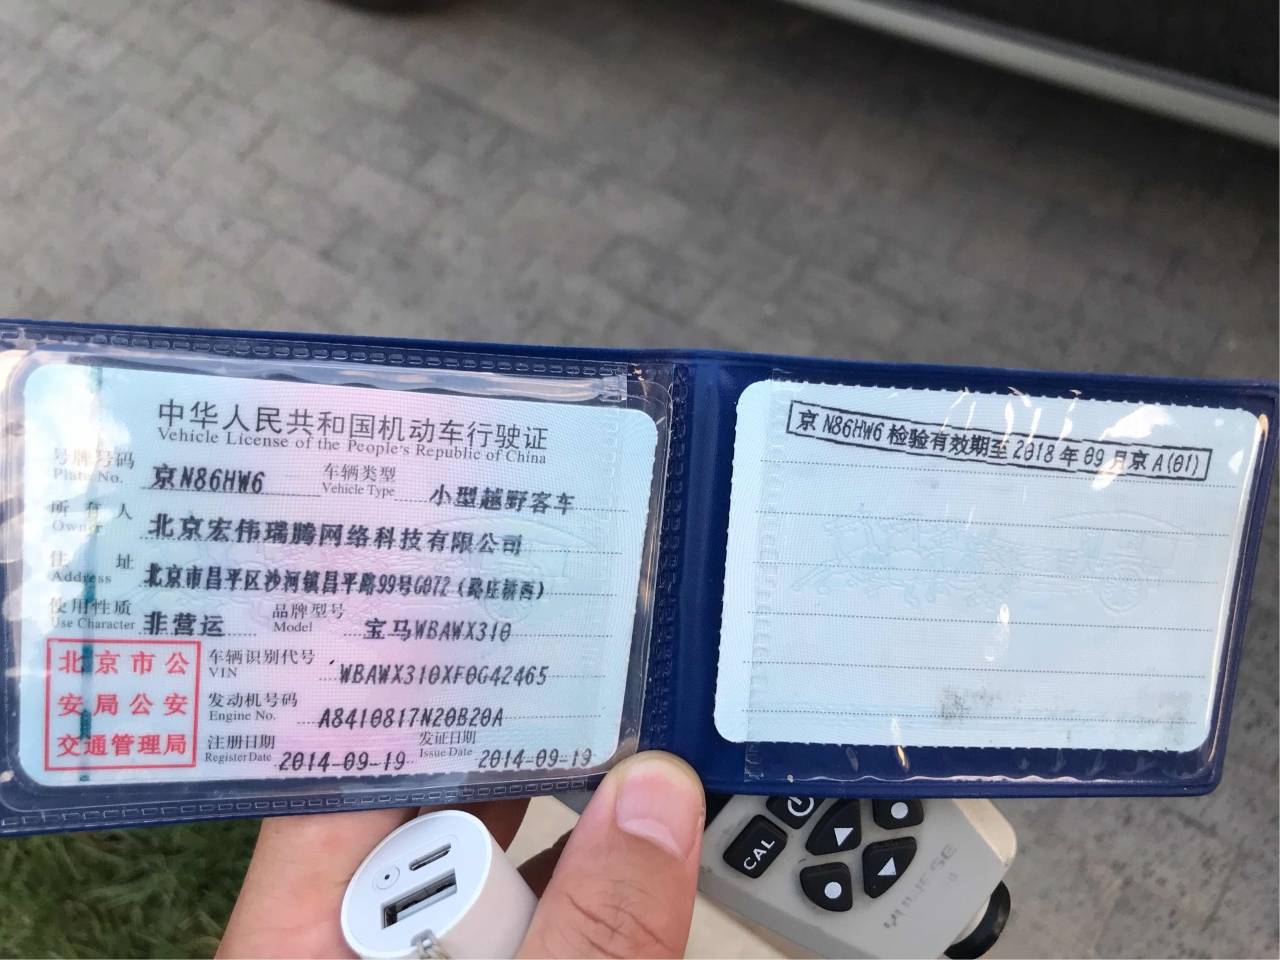 中华人民共和国机动车行驶证
Vehicle License of the People's Republic of China
号牌号码 京N86HW6 车辆类型 小型越野客车
Plate No. Vehicle Type
所有人 北京宏伟瑞腾网络科技有限公司
Owner
住址 北京市昌平区沙河镇昌平路99号G072（路庄桥西）
Address
使用性质 非营运 品牌型号 宝马WBAWX310
Use Character Model
北京市公
安局公安
交通管理局
车辆识别代号 WBAWX310XF0G42465
VIN
发动机号码 A8410817N20B20A
Engine No.
注册日期 2014-09-19 发证日期 2014-09-19
Register Date Issue Date
京N86HW6检验有效期至2018年09月京A(01)
CAL